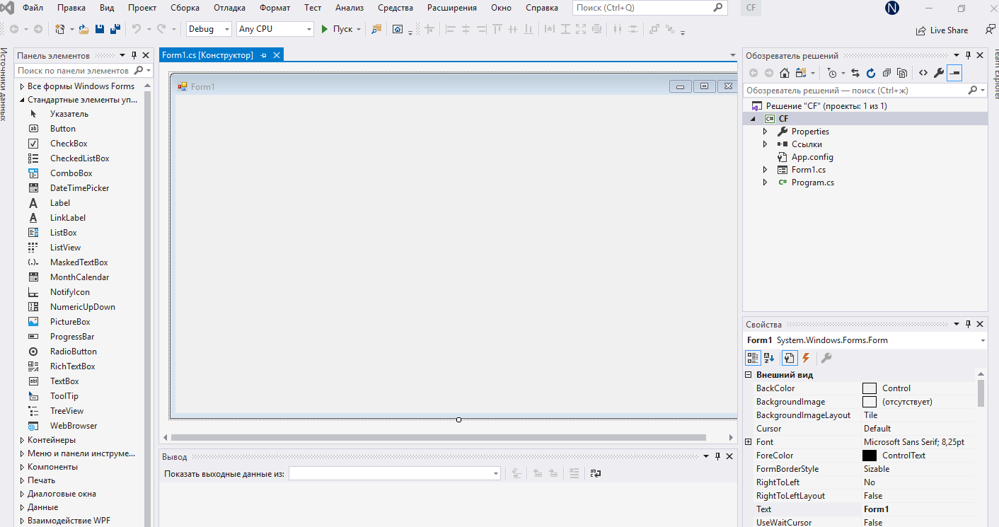 Файл Правка Вид Проект Сборка Отладка Формат Тест Анализ Средства Расширения Окно Справка Поиск (Ctrl+Q) CF N
Debug Any CPU Пуск Live Share
Источники данных
Панель элементов
Поиск по панели элементов
Все формы Windows Forms
Стандартные элементы уп...
Указатель
Button
CheckBox
CheckedListBox
ComboBox
DateTimePicker
Label
LinkLabel
ListBox
ListView
MaskedTextBox
MonthCalendar
NotifyIcon
NumericUpDown
PictureBox
ProgressBar
RadioButton
RichTextBox
TextBox
ToolTip
TreeView
WebBrowser
Контейнеры
Меню и панели инструме...
Компоненты
Печать
Диалоговые окна
Данные
Взаимодействие WPF
Form1.cs [Конструктор]
Form1
Вывод
Показать выходные данные из:
Обозреватель решений
Обозреватель решений — поиск (Ctrl+ж)
Решение "CF" (проекты: 1 из 1)
C# CF
Properties
Ссылки
App.config
Form1.cs
C# Program.cs
Свойства
Form1 System.Windows.Forms.Form
Внешний вид
BackColor Control
BackgroundImage (отсутствует)
BackgroundImageLayout Tile
Cursor Default
Font Microsoft Sans Serif; 8,25pt
ForeColor ControlText
FormBorderStyle Sizable
RightToLeft No
RightToLeftLayout False
Text Form1
UseWaitCursor False
Team Explorer